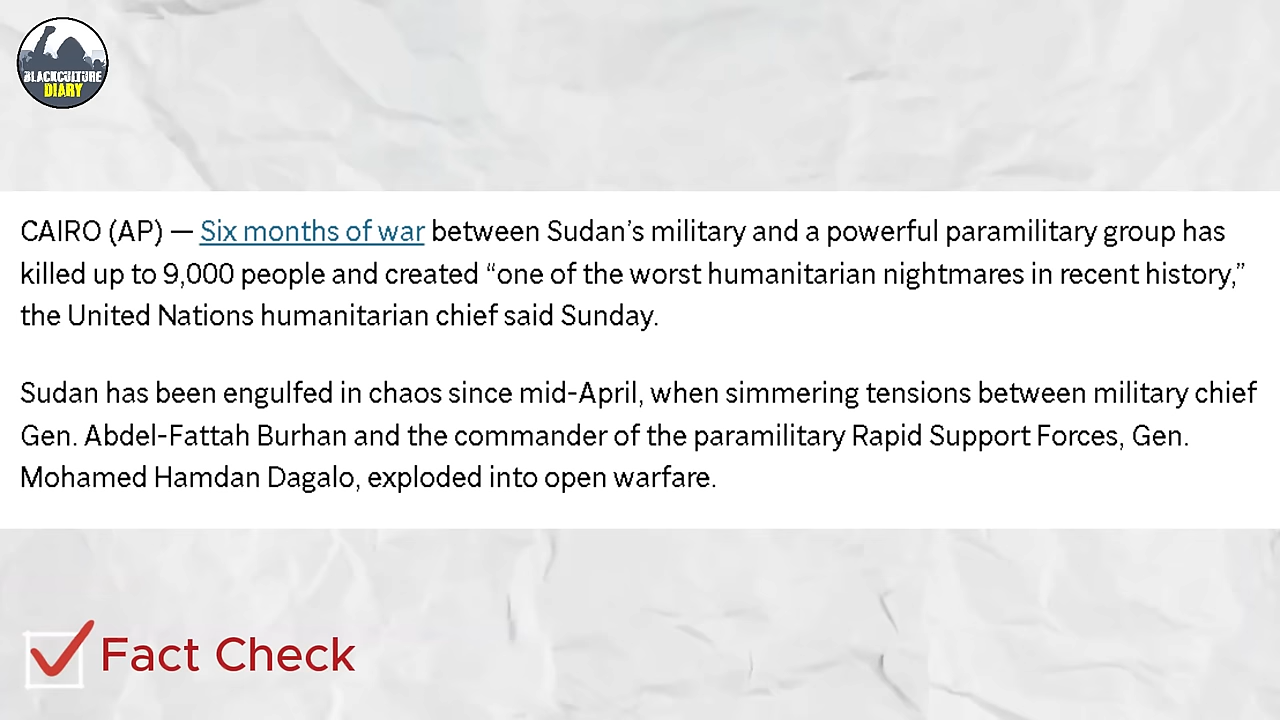 BLACKCULTURE
DIARY
CAIRO (AP) — Six months of war between Sudan’s military and a powerful paramilitary group has
killed up to 9,000 people and created “one of the worst humanitarian nightmares in recent history,”
the United Nations humanitarian chief said Sunday.
Sudan has been engulfed in chaos since mid-April, when simmering tensions between military chief
Gen. Abdel-Fattah Burhan and the commander of the paramilitary Rapid Support Forces, Gen.
Mohamed Hamdan Dagalo, exploded into open warfare.
Fact Check